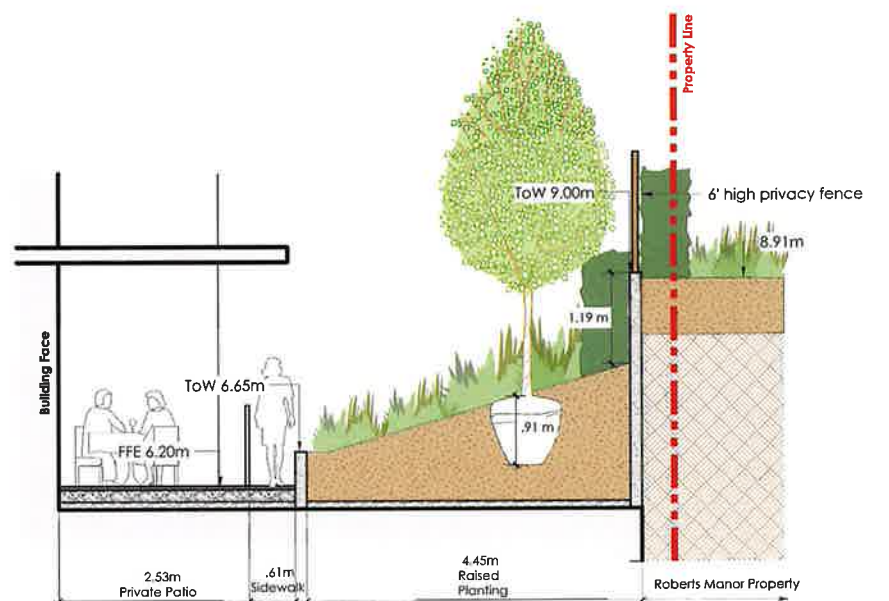 Property Line
ToW 9.00m
6' high privacy fence
8.91m
1.19 m
Building Face
ToW 6.65m
FFE 6.20m
.91 m
2.53m
Private Patio
.61m
Sidewalk
4.45m
Raised
Planting
Roberts Manor Property